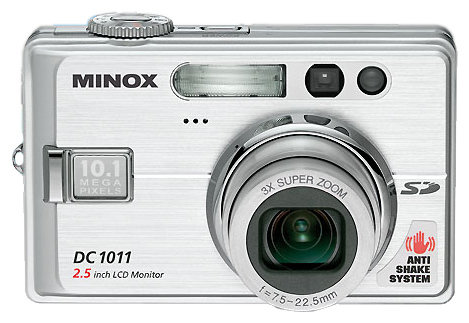 MINOX
10.1
MEGA
PIXELS
3X SUPER ZOOM
SD
DC 1011
2.5 inch LCD Monitor
ANTI
SHAKE
SYSTEM
f=7.5-22.5mm